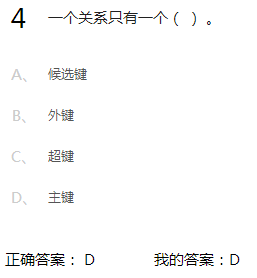 4 一个关系只有一个（ ）。
A、 候选键
B、 外键
C、 超键
D、 主键
正确答案： D 我的答案：D